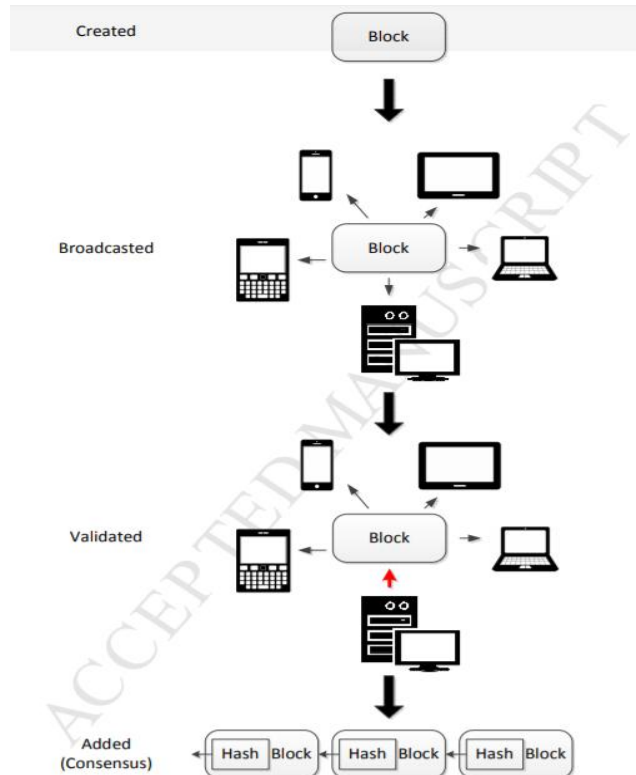 Created
Block
Broadcasted
Block
Validated
Block
Added
(Consensus)
Hash Block Hash Block Hash Block
ACCEPTED MANUSCRIPT